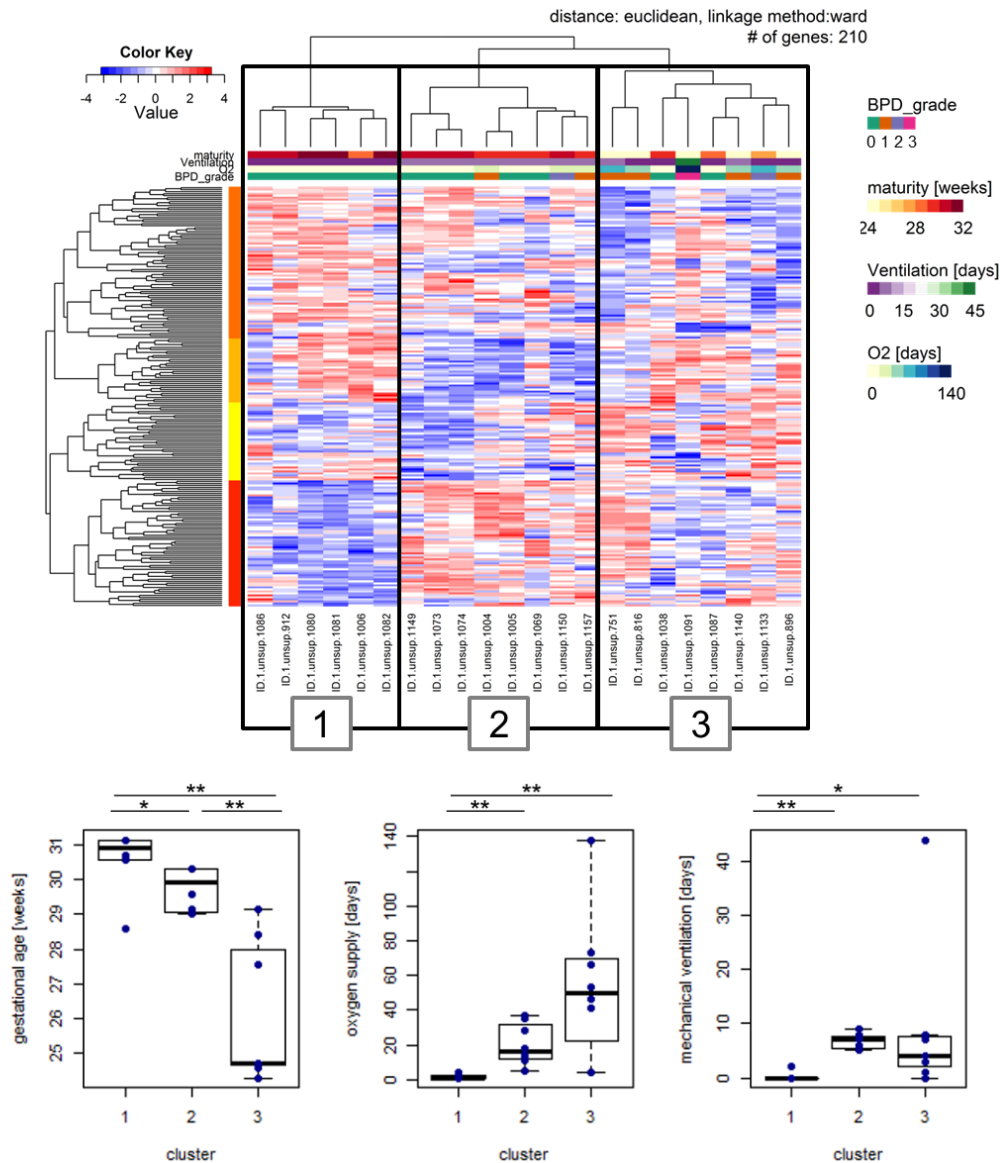 distance: euclidean, linkage method:ward
# of genes: 210
Color Key
-4 -2 0 2 4
Value
BPD_grade
0 1 2 3
maturity [weeks]
24 28 32
Ventilation [days]
0 15 30 45
O2 [days]
0 140
maturity
Ventilation
O2
BPD_grade
ID.1.unsup.1086
ID.1.unsup.912
ID.1.unsup.1080
ID.1.unsup.1081
ID.1.unsup.1006
ID.1.unsup.1082
ID.1.unsup.1149
ID.1.unsup.1073
ID.1.unsup.1074
ID.1.unsup.1004
ID.1.unsup.1005
ID.1.unsup.1069
ID.1.unsup.1150
ID.1.unsup.1157
ID.1.unsup.751
ID.1.unsup.816
ID.1.unsup.1038
ID.1.unsup.1091
ID.1.unsup.1087
ID.1.unsup.1140
ID.1.unsup.1133
ID.1.unsup.896
1 2 3
**
* **
gestational age [weeks]
31
30
29
28
27
26
25
1 2 3
cluster
**
**
oxygen supply [days]
140
120
100
80
60
40
20
0
1 2 3
cluster
*
**
mechanical ventilation [days]
40
30
20
10
0
1 2 3
cluster